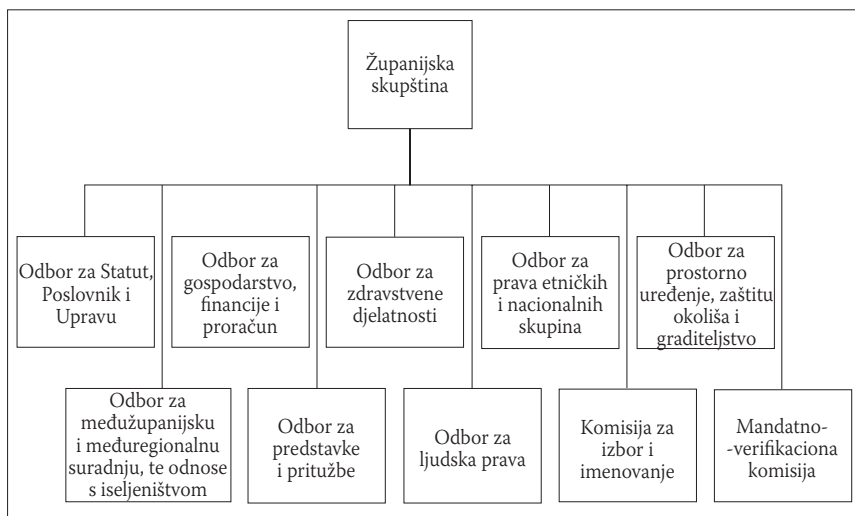 Županijska
skupština
Odbor za Statut,
Poslovnik i
Upravu
Odbor za
gospodarstvo,
financije i
proračun
Odbor za
zdravstvene
djelatnosti
Odbor za
prava etničkih
i nacionalnih
skupina
Odbor za
prostorno
uređenje, zaštitu
okoliša i
graditeljstvo
Odbor za
međužupanijsku
i međuregionalnu
suradnju, te odnose
s iseljeništvom
Odbor za
predstavke
i pritužbe
Odbor za
ljudska prava
Komisija za
izbor i
imenovanje
Mandatno-
-verifikaciona
komisija